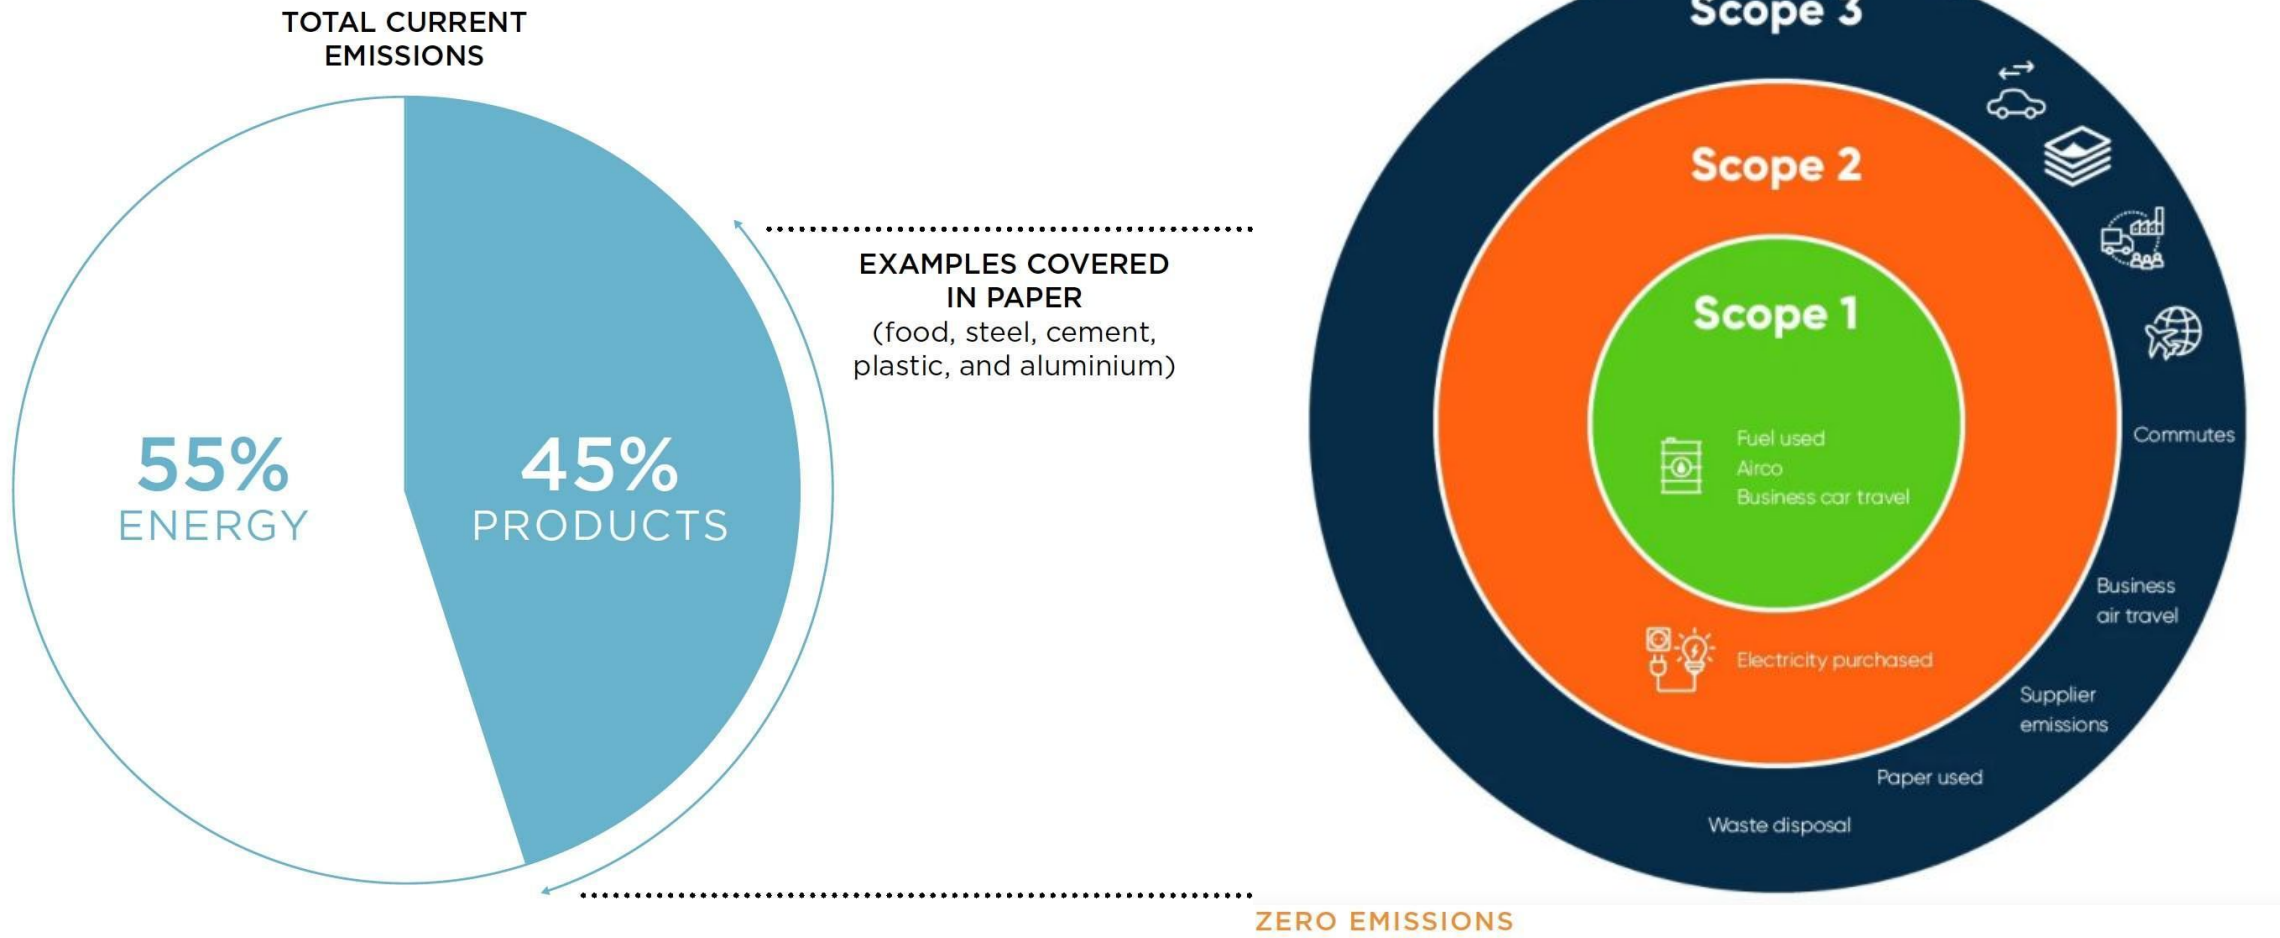 TOTAL CURRENT
EMISSIONS
55%
ENERGY
45%
PRODUCTS
EXAMPLES COVERED
IN PAPER
(food, steel, cement,
plastic, and aluminium)
Scope 3
Scope 2
Scope 1
Fuel used
Airco
Business car travel
Electricity purchased
Commutes
Business
air travel
Supplier
emissions
Paper used
Waste disposal
ZERO EMISSIONS